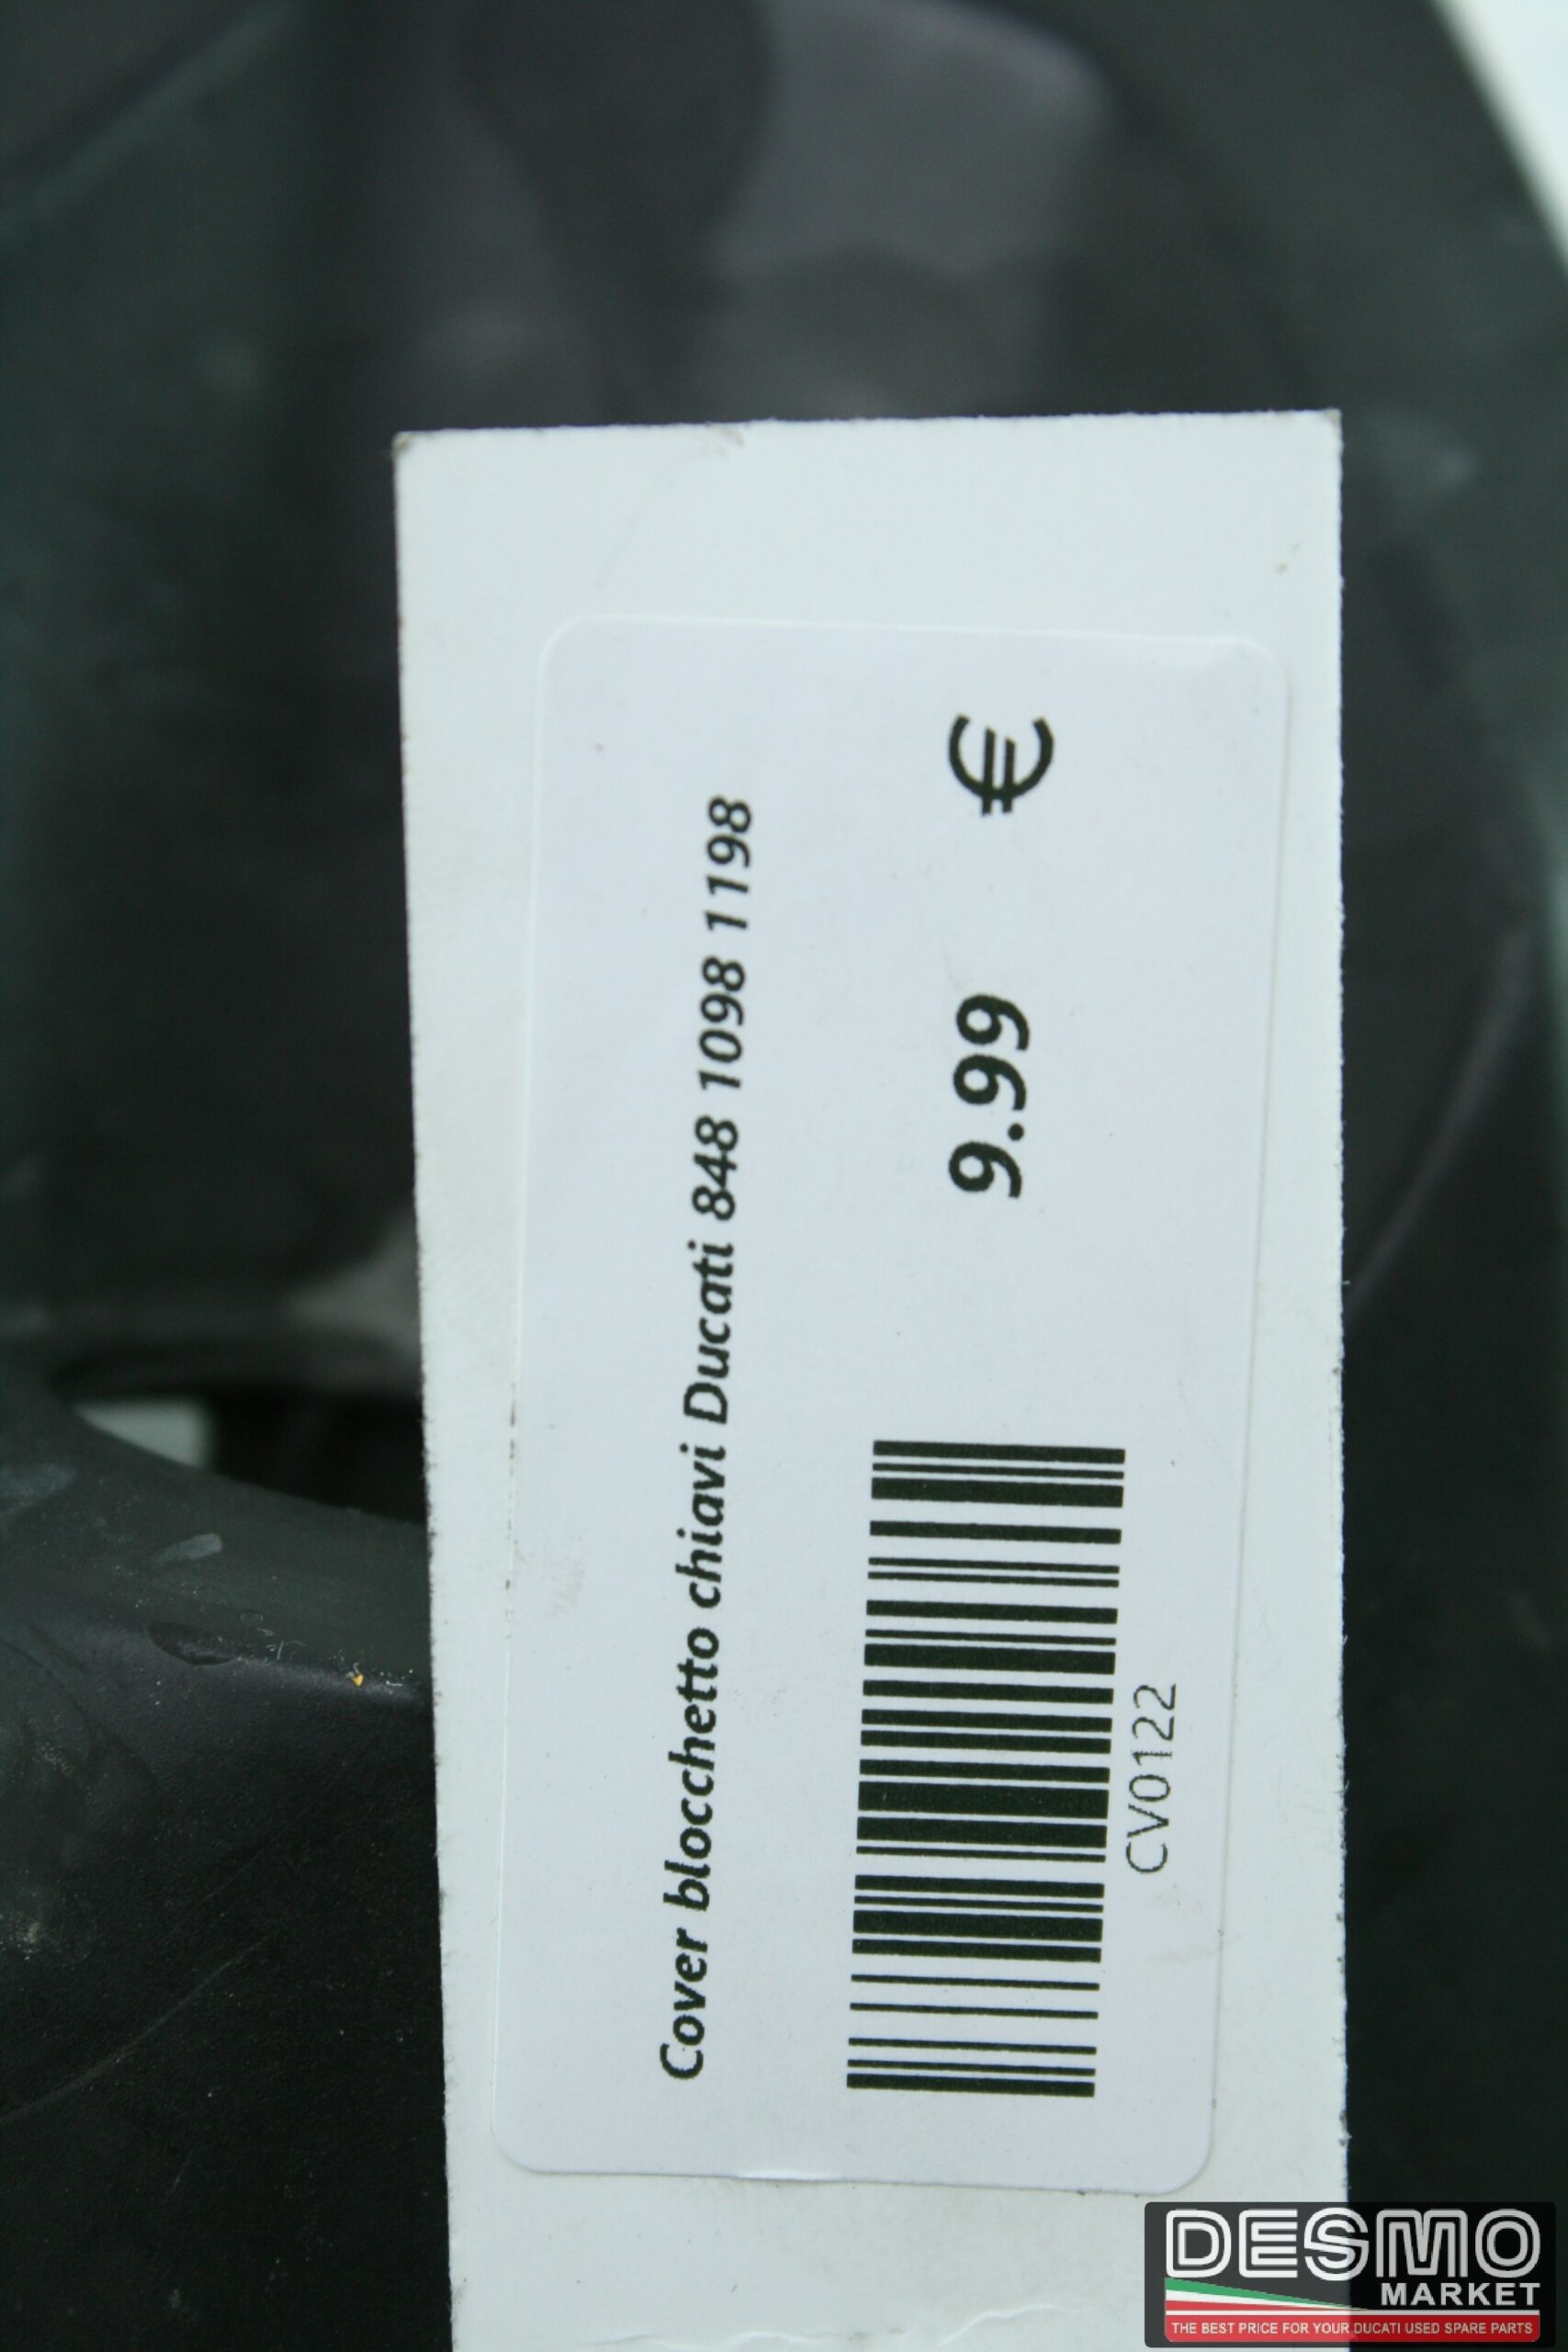 Cover blocchetto chiavi Ducati 848 1098 1198
9.99 €
CV0122
DESMO
MARKET
THE BEST PRICE FOR YOUR DUCATI USED SPARE PARTS